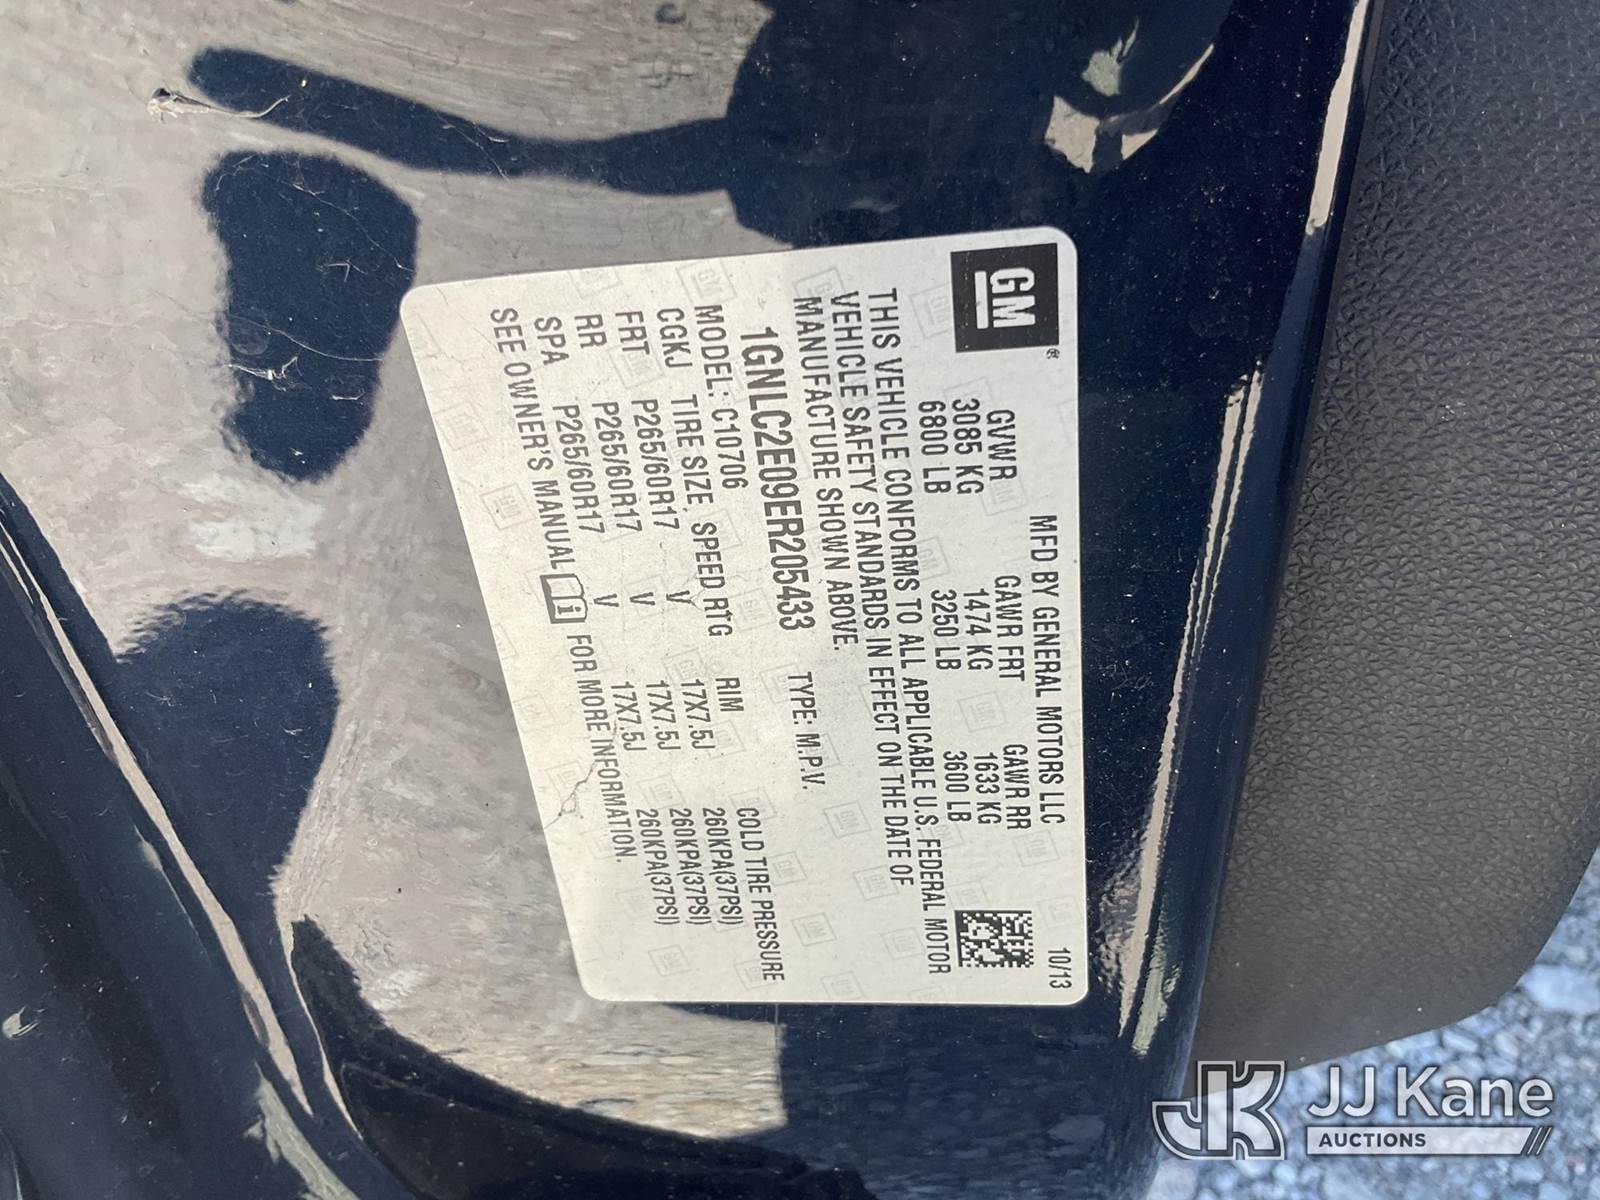 GM®
MFD BY GENERAL MOTORS LLC 10/13
GVWR GAWR FRT GAWR RR
3085 KG 1474 KG 1633 KG
6800 LB 3250 LB 3600 LB
THIS VEHICLE CONFORMS TO ALL APPLICABLE U.S. FEDERAL MOTOR
VEHICLE SAFETY STANDARDS IN EFFECT ON THE DATE OF
MANUFACTURE SHOWN ABOVE.
1GNLC2E09ER205433 TYPE: M.P.V.
MODEL: C10706
CGKJ TIRE SIZE SPEED RTG RIM COLD TIRE PRESSURE
FRT P265/60R17 V 17X7.5J 260KPA(37PSI)
RR P265/60R17 V 17X7.5J 260KPA(37PSI)
SPA P265/60R17 V 17X7.5J 260KPA(37PSI)
SEE OWNER'S MANUAL FOR MORE INFORMATION.
JK JJ Kane
AUCTIONS